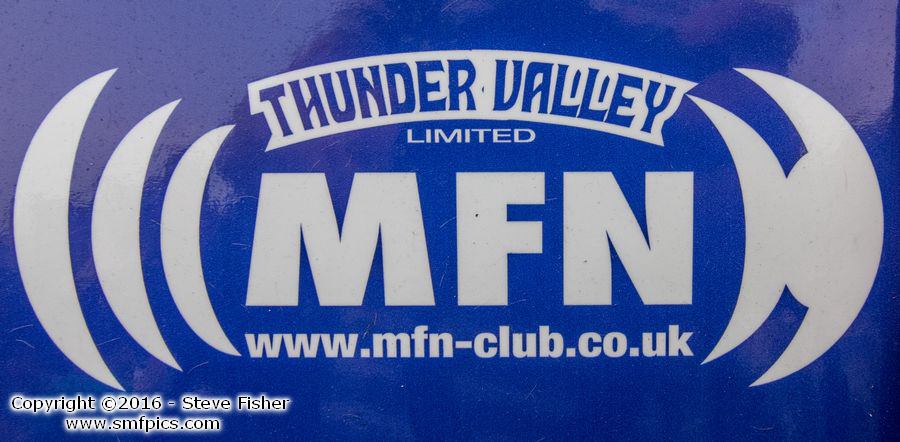 THUNDER VALLEY
LIMITED
MFN
www.mfn-club.co.uk
Copyright ©2016 - Steve Fisher
www.smfpics.com